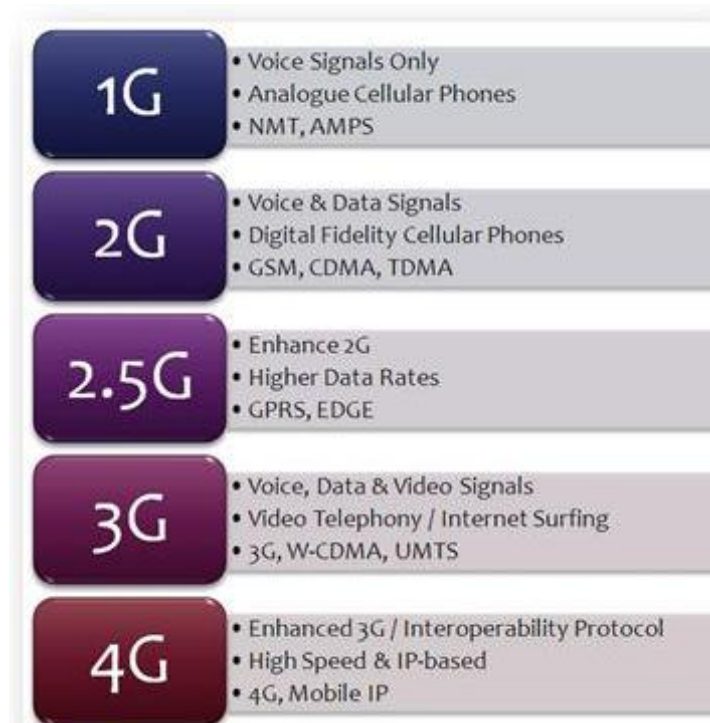 1G
• Voice Signals Only
• Analogue Cellular Phones
• NMT, AMPS
2G
• Voice & Data Signals
• Digital Fidelity Cellular Phones
• GSM, CDMA, TDMA
2.5G
• Enhance 2G
• Higher Data Rates
• GPRS, EDGE
3G
• Voice, Data & Video Signals
• Video Telephony / Internet Surfing
• 3G, W-CDMA, UMTS
4G
• Enhanced 3G / Interoperability Protocol
• High Speed & IP-based
• 4G, Mobile IP